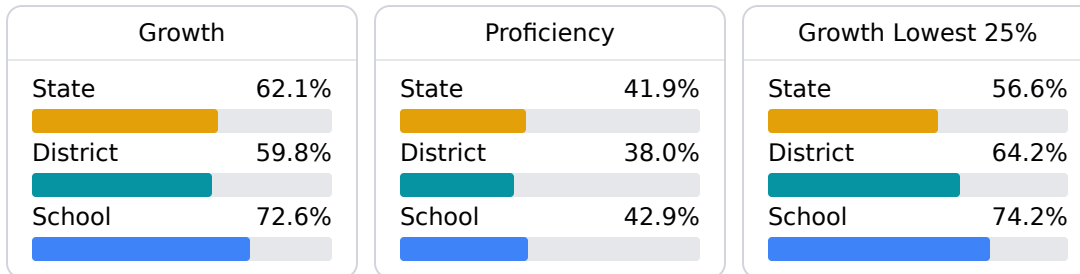 Growth
State 62.1%
District 59.8%
School 72.6%
Proficiency
State 41.9%
District 38.0%
School 42.9%
Growth Lowest 25%
State 56.6%
District 64.2%
School 74.2%